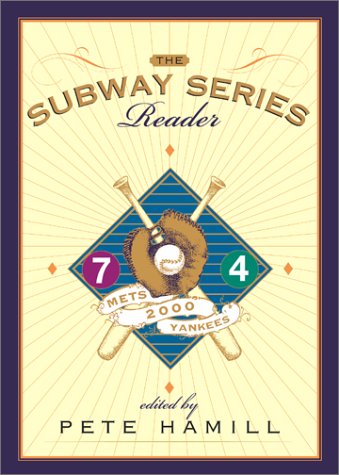 THE
SUBWAY SERIES
Reader
7
4
METS
2000
YANKEES
edited by
PETE HAMILL